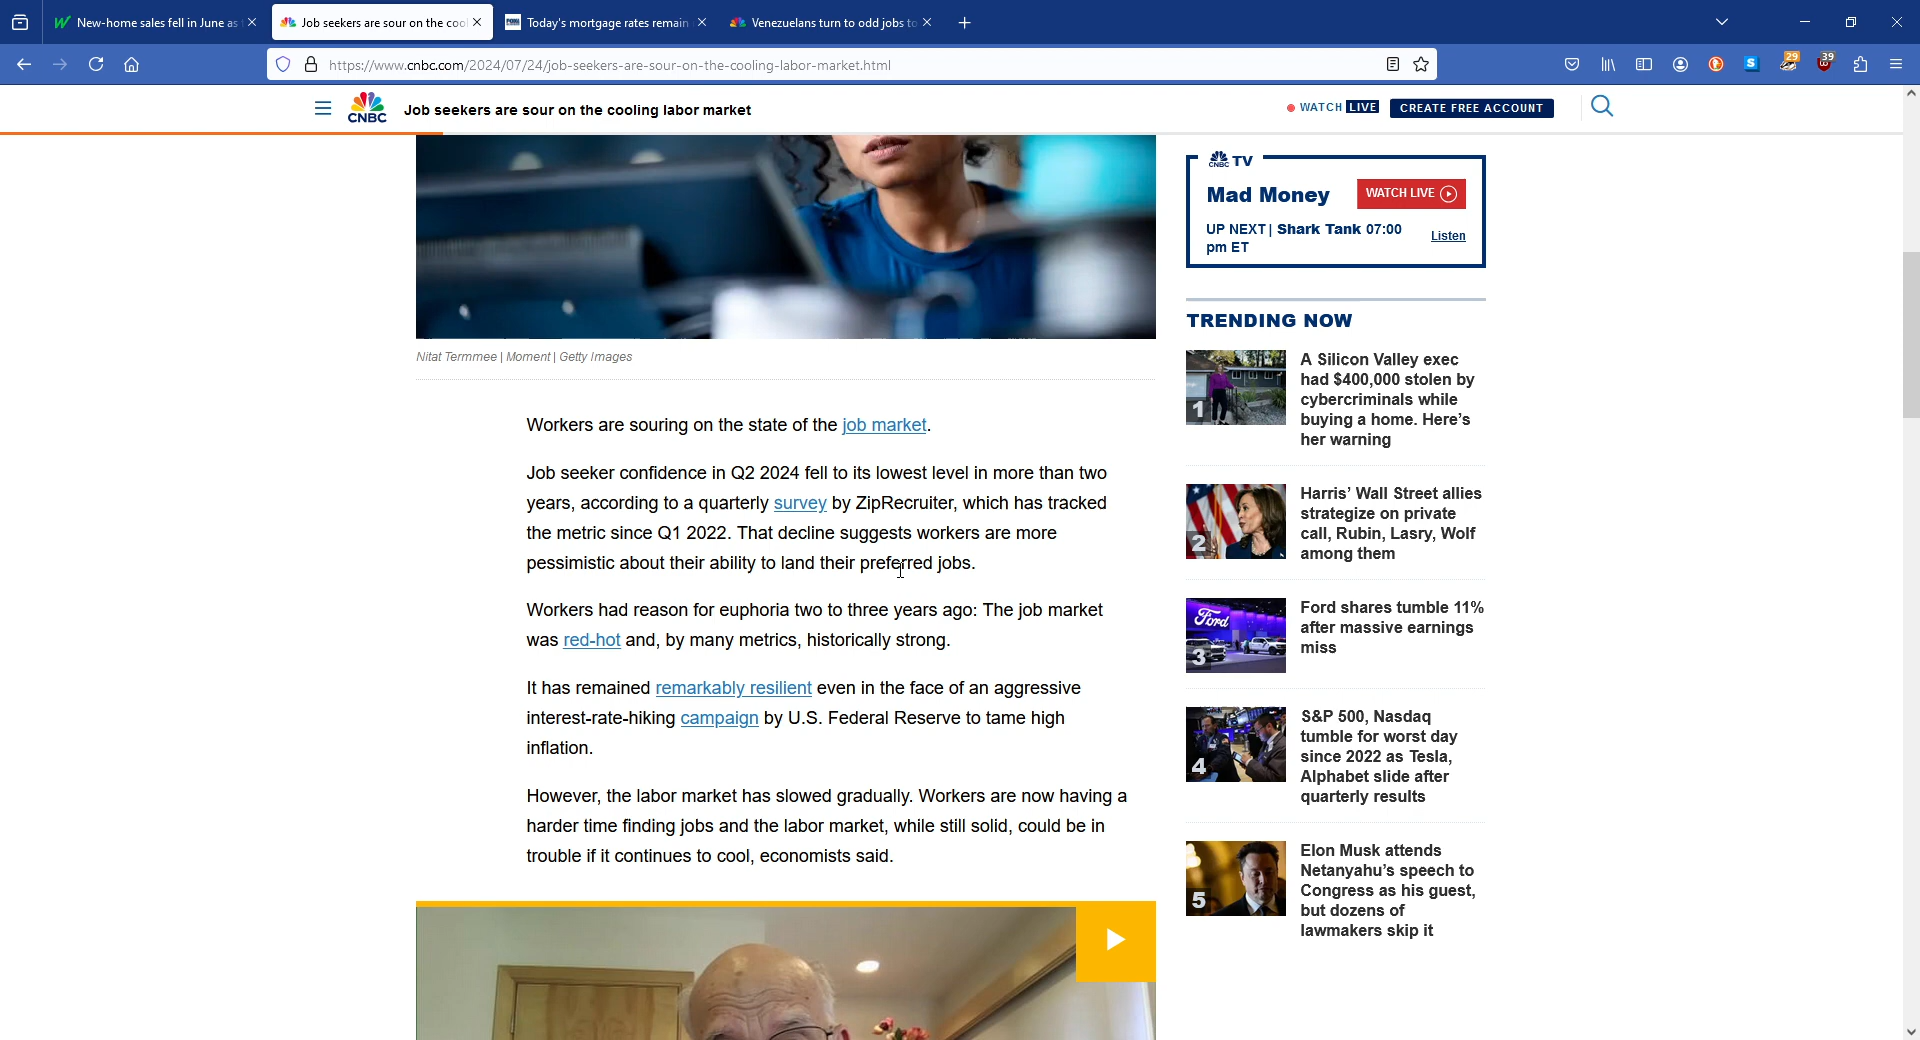 New-home sales fell in June as
Job seekers are sour on the coo
Today's mortgage rates remain
Venezuelans turn to odd jobs to
https://www.cnbc.com/2024/07/24/job-seekers-are-sour-on-the-cooling-labor-market.html
S
29
39
CNBC
Job seekers are sour on the cooling labor market
WATCH LIVE
CREATE FREE ACCOUNT
Nitat Termmee | Moment | Getty Images
Workers are souring on the state of the job market.
Job seeker confidence in Q2 2024 fell to its lowest level in more than two
years, according to a quarterly survey by ZipRecruiter, which has tracked
the metric since Q1 2022. That decline suggests workers are more
pessimistic about their ability to land their preferred jobs.
Workers had reason for euphoria two to three years ago: The job market
was red-hot and, by many metrics, historically strong.
It has remained remarkably resilient even in the face of an aggressive
interest-rate-hiking campaign by U.S. Federal Reserve to tame high
inflation.
However, the labor market has slowed gradually. Workers are now having a
harder time finding jobs and the labor market, while still solid, could be in
trouble if it continues to cool, economists said.
CNBC TV
Mad Money
WATCH LIVE
UP NEXT | Shark Tank 07:00
pm ET
Listen
TRENDING NOW
1
A Silicon Valley exec
had $400,000 stolen by
cybercriminals while
buying a home. Here's
her warning
2
Harris' Wall Street allies
strategize on private
call, Rubin, Lasry, Wolf
among them
Ford
3
Ford shares tumble 11%
after massive earnings
miss
4
S&P 500, Nasdaq
tumble for worst day
since 2022 as Tesla,
Alphabet slide after
quarterly results
5
Elon Musk attends
Netanyahu's speech to
Congress as his guest,
but dozens of
lawmakers skip it